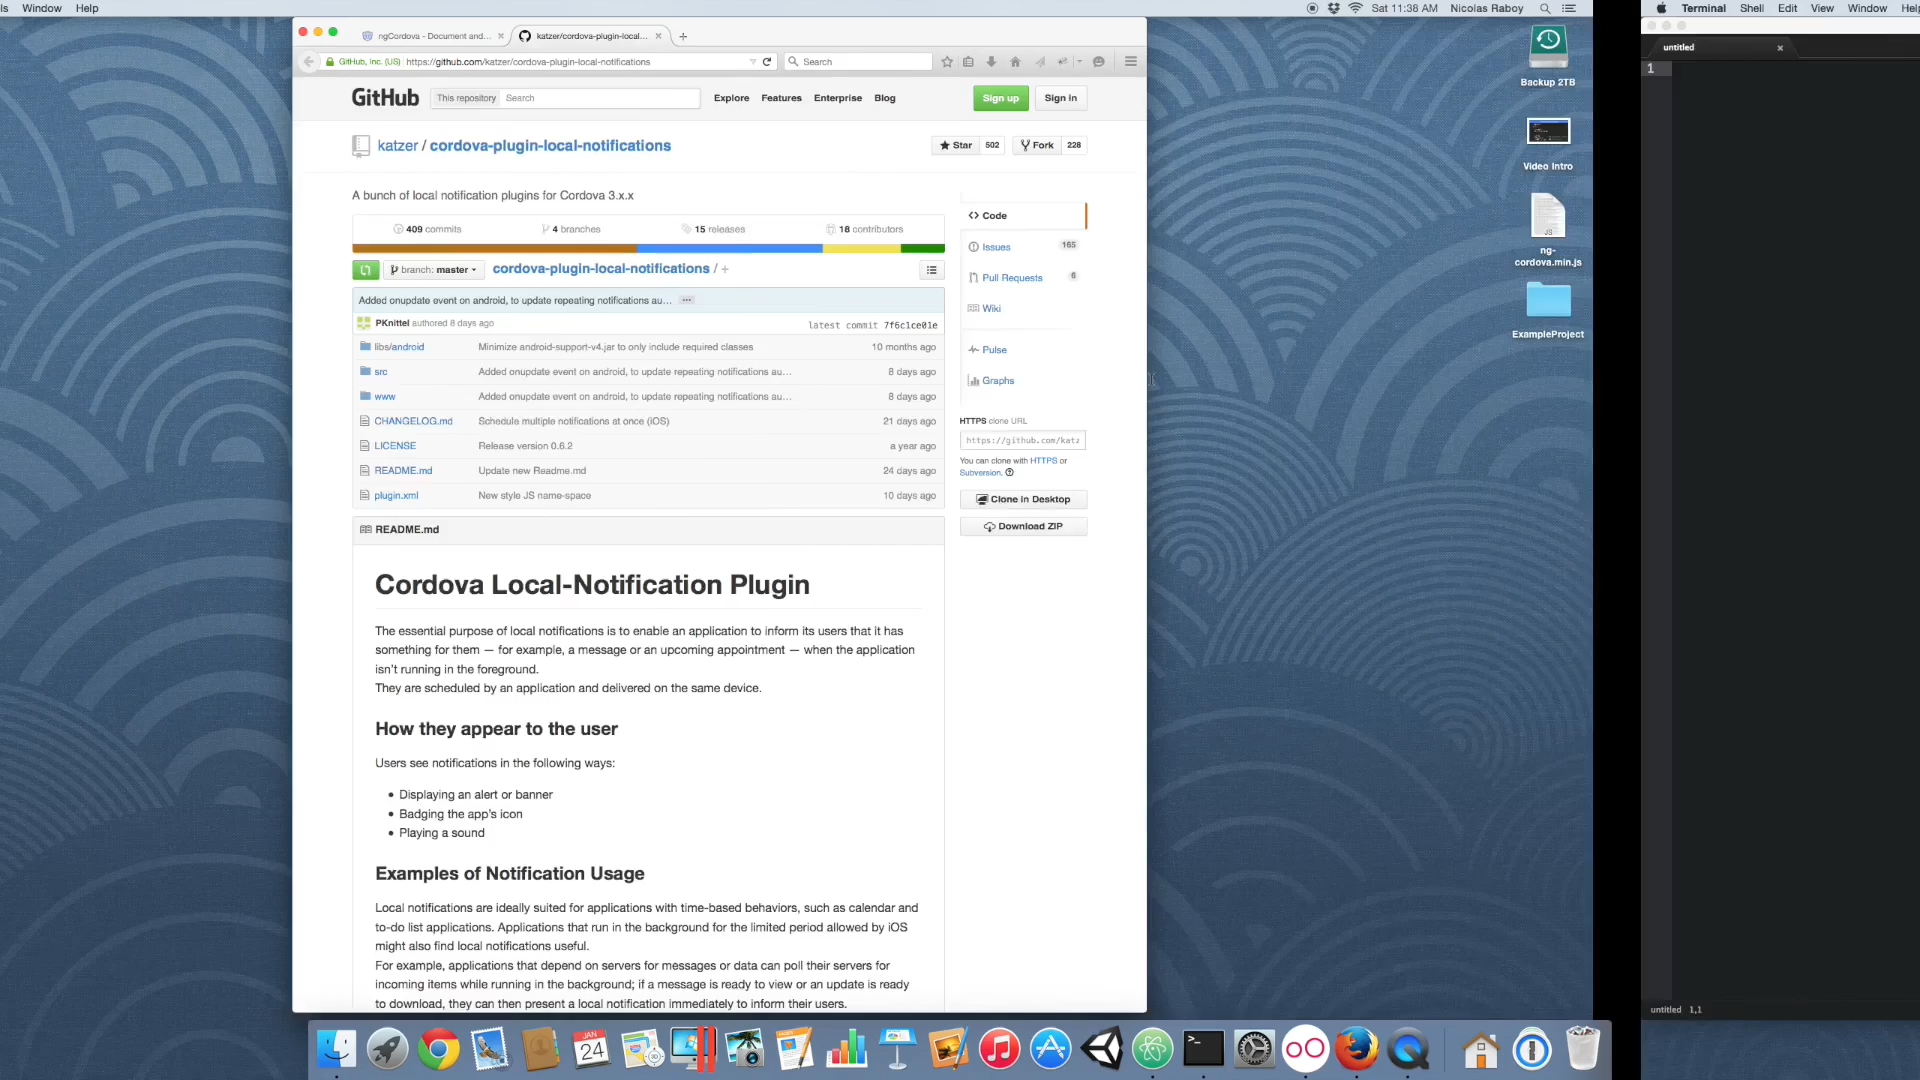 ls Window Help
Sat 11:38 AM Nicolas Raboy
Terminal Shell Edit View Window Help
ngCordova - Document and...
katzer/cordova-plugin-local...
GitHub, Inc. (US) https://github.com/katzer/cordova-plugin-local-notifications
Search
GitHub This repository Search Explore Features Enterprise Blog Sign up Sign in
katzer / cordova-plugin-local-notifications
Star 502 Fork 228
A bunch of local notification plugins for Cordova 3.x.x
409 commits 4 branches 15 releases 18 contributors
branch: master cordova-plugin-local-notifications / +
Added onupdate event on android, to update repeating notifications au… ...
PKnittel authored 8 days ago latest commit 7f6c1ce01e
libs/android Minimize android-support-v4.jar to only include required classes 10 months ago
src Added onupdate event on android, to update repeating notifications au… 8 days ago
www Added onupdate event on android, to update repeating notifications au… 8 days ago
CHANGELOG.md Schedule multiple notifications at once (iOS) 21 days ago
LICENSE Release version 0.6.2 a year ago
README.md Update new Readme.md 24 days ago
plugin.xml New style JS name-space 10 days ago
Code
Issues 165
Pull Requests 6
Wiki
Pulse
Graphs
HTTPS clone URL
https://github.com/katz
You can clone with HTTPS or
Subversion.
Clone in Desktop
Download ZIP
README.md
Cordova Local-Notification Plugin
The essential purpose of local notifications is to enable an application to inform its users that it has
something for them — for example, a message or an upcoming appointment — when the application
isn't running in the foreground.
They are scheduled by an application and delivered on the same device.
How they appear to the user
Users see notifications in the following ways:
• Displaying an alert or banner
• Badging the app's icon
• Playing a sound
Examples of Notification Usage
Local notifications are ideally suited for applications with time-based behaviors, such as calendar and
to-do list applications. Applications that run in the background for the limited period allowed by iOS
might also find local notifications useful.
For example, applications that depend on servers for messages or data can poll their servers for
incoming items while running in the background; if a message is ready to view or an update is ready
to download, they can then present a local notification immediately to inform their users.
Backup 2TB
Video Intro
JS
ng-
cordova.min.js
ExampleProject
untitled
1
untitled 1,1
JAN
24